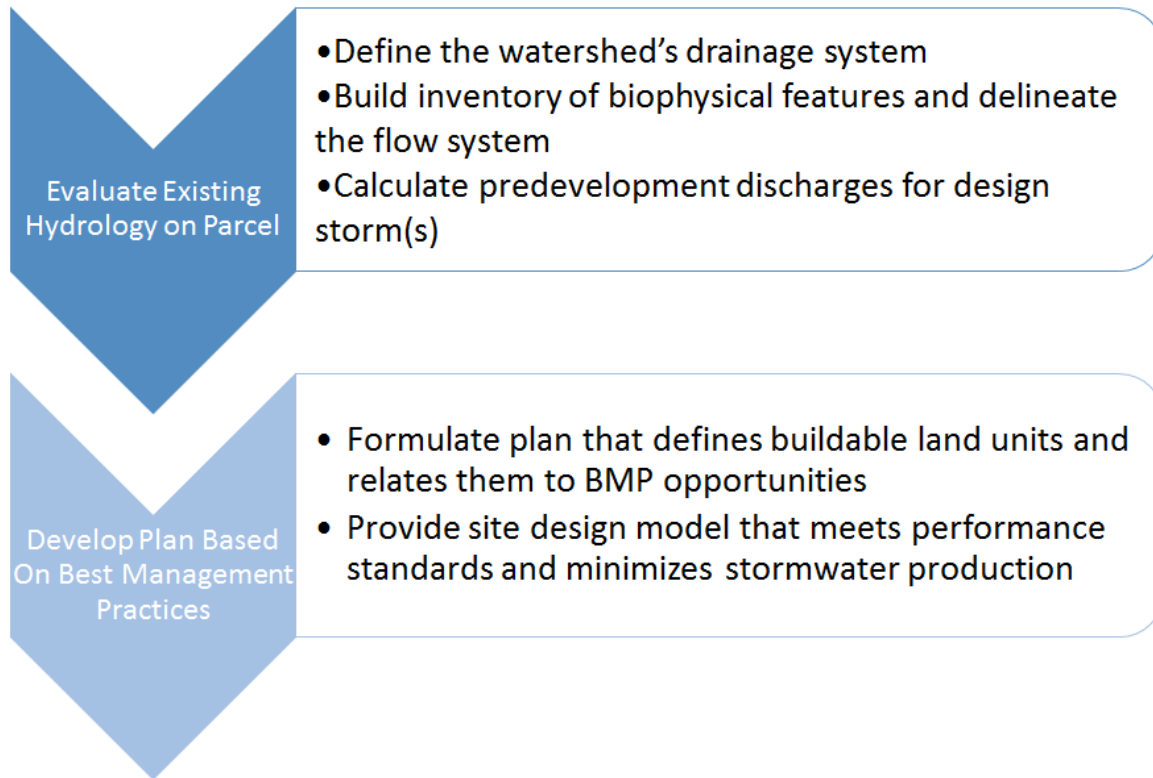 Evaluate Existing
Hydrology on Parcel
•Define the watershed’s drainage system
•Build inventory of biophysical features and delineate
the flow system
•Calculate predevelopment discharges for design
storm(s)
Develop Plan Based
On Best Management
Practices
• Formulate plan that defines buildable land units and
relates them to BMP opportunities
• Provide site design model that meets performance
standards and minimizes stormwater production